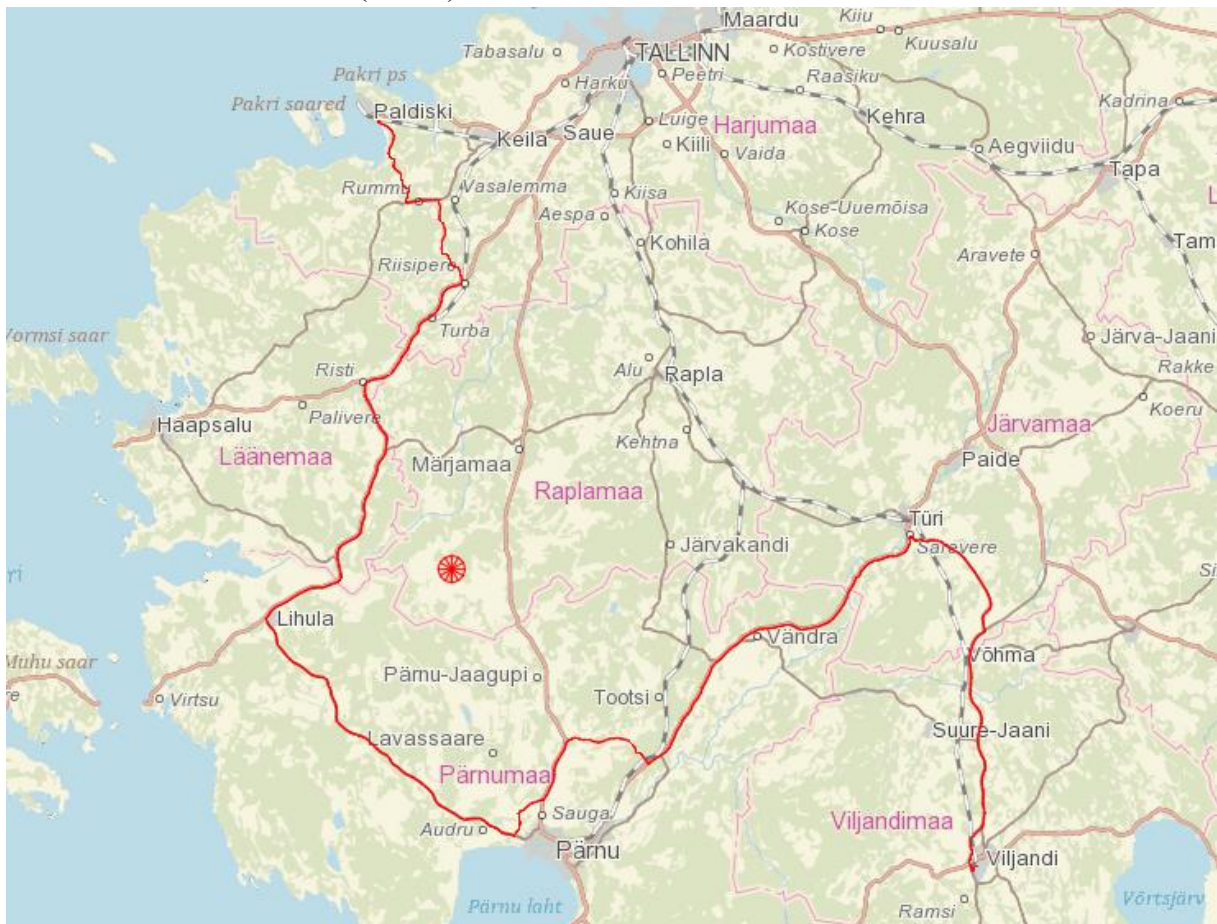 Maardu
Kiiu
Kuusalu
TALLINN
Tabasalu
Kostivere
Pakri ps
Peetri
Raasiku
Harku
Pakri saared
Paldiski
Kadrina
Kehra
Luige
Harjumaa
Keila
Saue
Kiili
Vaida
Aegviidu
Tapa
Rummu
Vasalemma
Kiisa
Aespa
Kose-Uuemõisa
Kose
Kohila
Tam
Aravete
Riisipere
Turba
Vormsi saar
Järva-Jaani
Alu
Risti
Rapla
Rakke
Palivere
Koeru
Haapsalu
Kehtna
Järvamaa
Läänemaa
Märjamaa
Paide
Raplamaa
Türi
Järvakandi
Särevere
Lihula
Vändra
Võhma
Muhu saar
Pärnu-Jaagupi
Virtsu
Tootsi
Suure-Jaani
Lavassaare
Pärnumaa
Sauga
Viljandimaa
Audru
Pärnu
Viljandi
Pärnu laht
Ramsi
Võrtsjärv